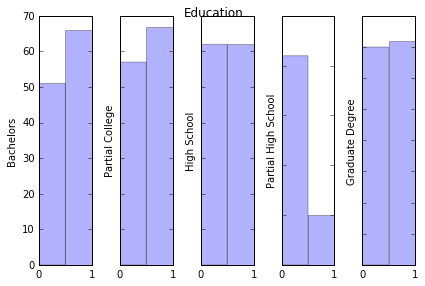 Education
70
60
50
40
30
20
10
0
Bachelors
0 1
Partial College
0 1
High School
0 1
Partial High School
0 1
Graduate Degree
0 1